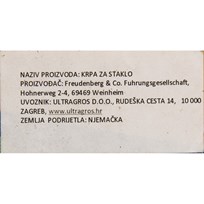 NAZIV PROIZVODA: KRPA ZA STAKLO
PROIZVOĐAČ: Freudenberg & Co. Fuhrungsgesellschaft,
Hohnerweg 2-4, 69469 Weinheim
UVOZNIK: ULTRAGROS D.O.O., RUDEŠKA CESTA 14, 10 000
ZAGREB, www.ultragros.hr
ZEMLJA PODRIJETLA: NJEMAČKA